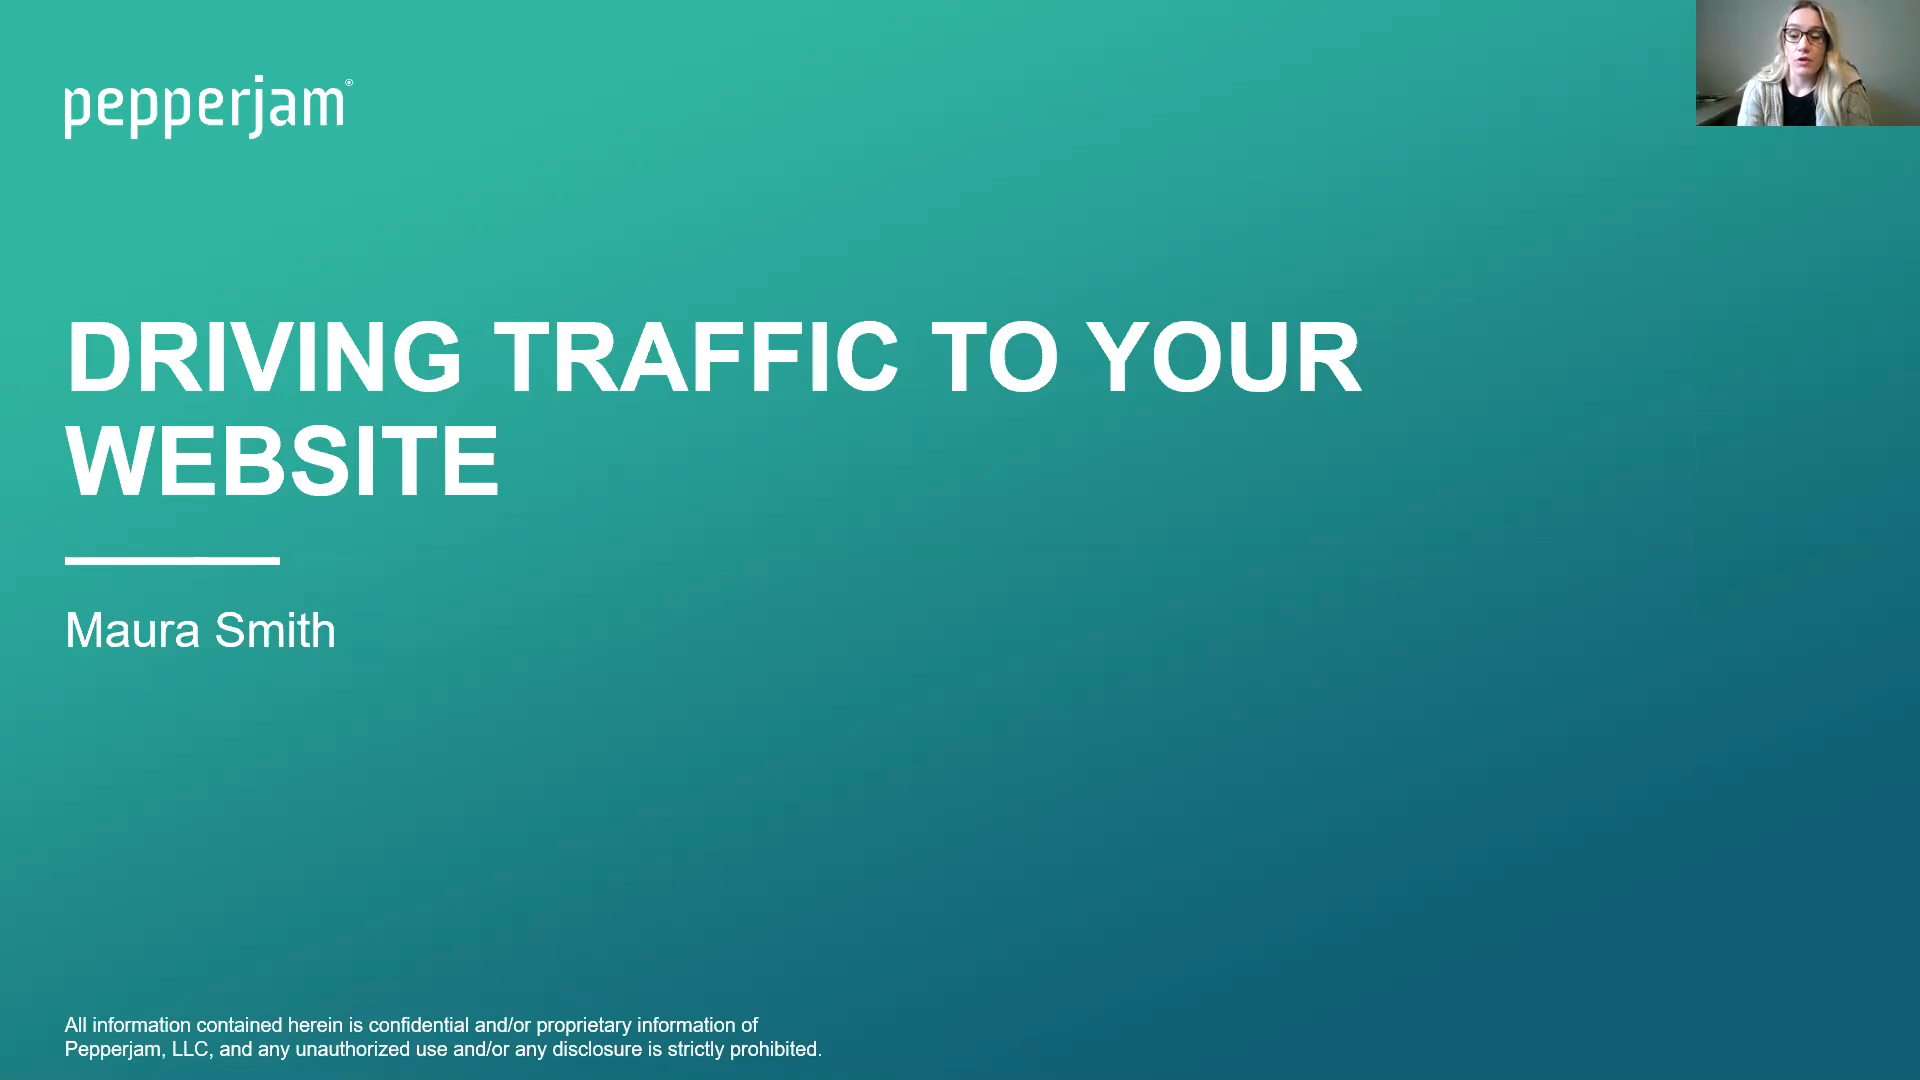 pepperjam®
DRIVING TRAFFIC TO YOUR
WEBSITE
Maura Smith
All information contained herein is confidential and/or proprietary information of
Pepperjam, LLC, and any unauthorized use and/or any disclosure is strictly prohibited.